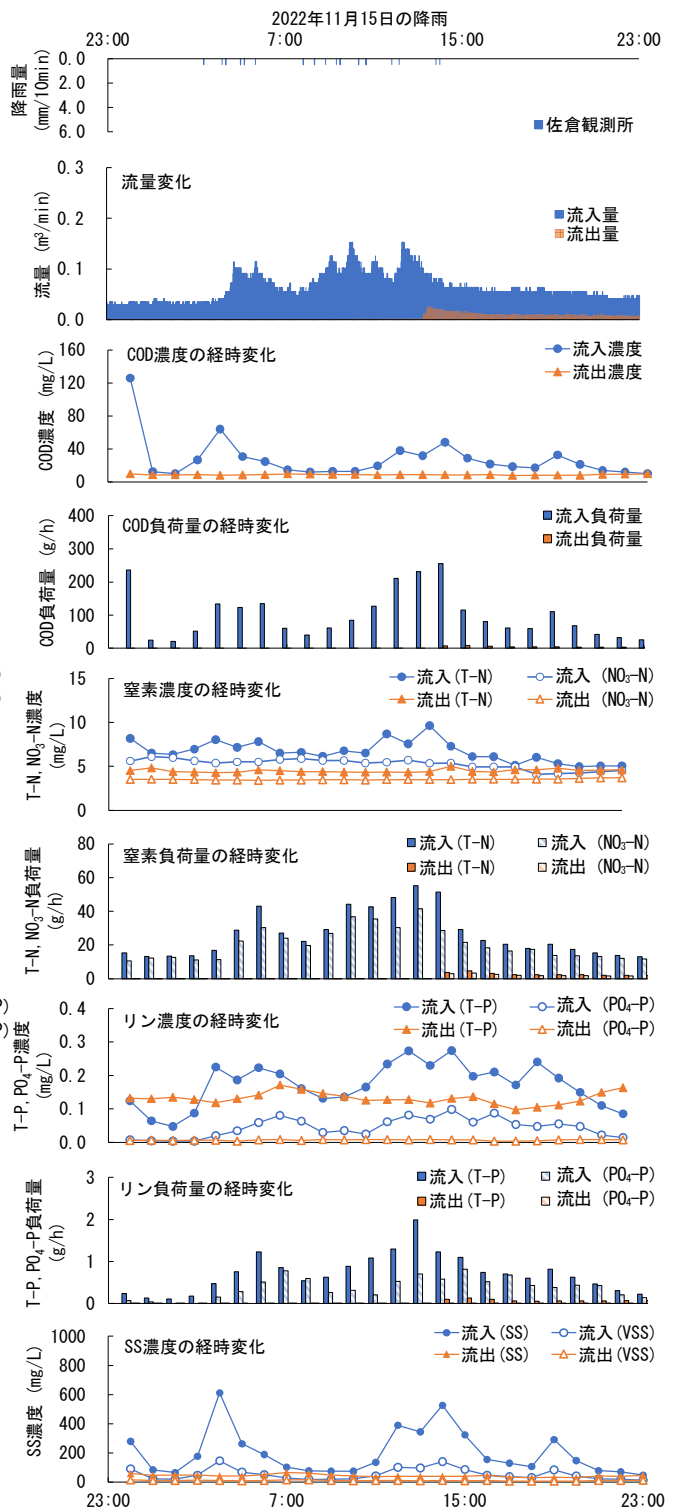 2022年11月15日の降雨
23:00 7:00 15:00 23:00
降雨量
(mm/10min)
0.0
2.0
4.0
6.0
佐倉観測所
流量 (m³/min)
0.3
0.2
0.1
0.0
流量変化
流入量
流出量
COD濃度 (mg/L)
160
120
80
40
0
COD濃度の経時変化
流入濃度
流出濃度
COD負荷量 (g/h)
400
300
200
100
0
COD負荷量の経時変化
流入負荷量
流出負荷量
T-N, NO₃-N濃度
(mg/L)
15
10
5
0
窒素濃度の経時変化
流入(T-N) 流入 (NO₃-N)
流出(T-N) 流出 (NO₃-N)
T-N, NO₃-N負荷量
(g/h)
80
60
40
20
0
窒素負荷量の経時変化
流入(T-N) 流入 (NO₃-N)
流出(T-N) 流出 (NO₃-N)
T-P, PO₄-P濃度
(mg/L)
0.4
0.3
0.2
0.1
0.0
リン濃度の経時変化
流入(T-P) 流入 (PO₄-P)
流出(T-P) 流出 (PO₄-P)
T-P, PO₄-P負荷量
(g/h)
3
2
1
0
リン負荷量の経時変化
流入(T-P) 流入 (PO₄-P)
流出(T-P) 流出 (PO₄-P)
SS濃度 (mg/L)
1000
800
600
400
200
0
SS濃度の経時変化
流入(SS) 流入(VSS)
流出(SS) 流出(VSS)
23:00 7:00 15:00 23:00